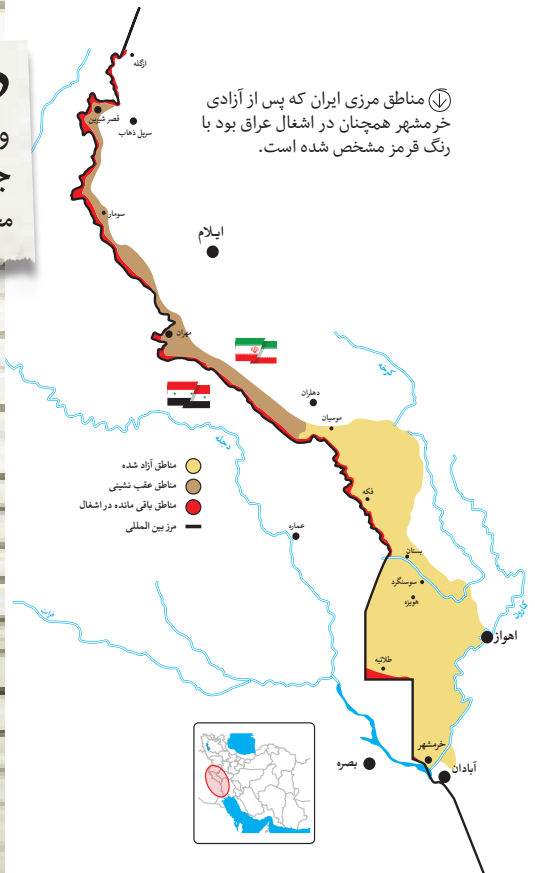 مناطق مرزی ایران که پس از آزادی
خرمشهر همچنان در اشغال عراق بود با
رنگ قرمز مشخص شده است.
ازگله
قصر شیرین
سرپل ذهاب
سومار
ایلام
مهران
دهلران
موسیان
کرخه
دجله
مناطق آزاد شده
مناطق عقب نشینی
مناطق باقی مانده در اشغال
مرز بین المللی
فکه
عماره
بستان
سوسنگرد
هویزه
فرات
کارون
اهواز
طلائیه
خرمشهر
بصره
آبادان